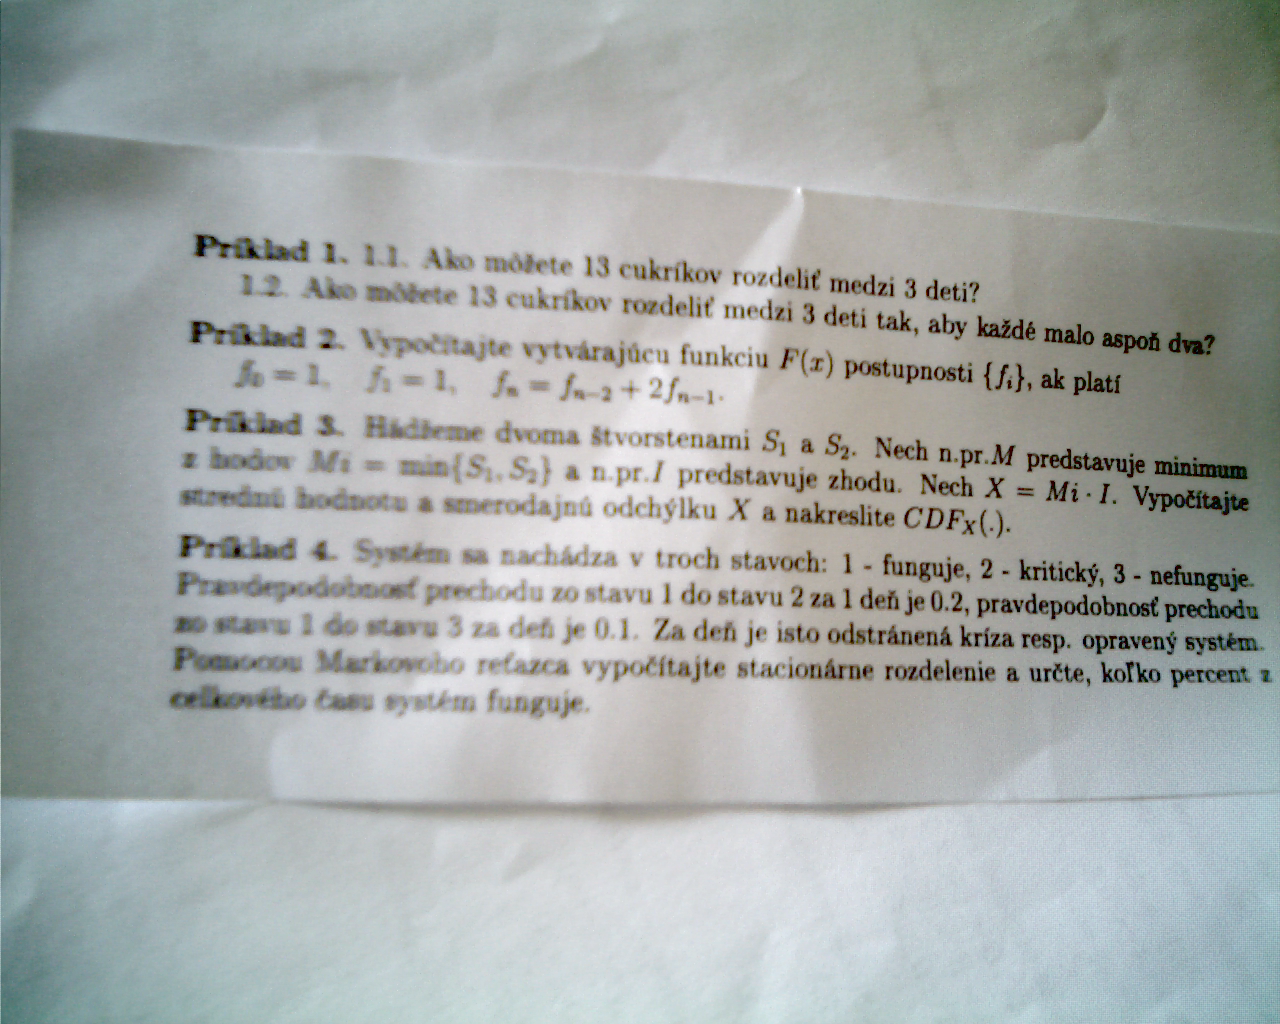 Príklad 1. 1.1. Ako môžete 13 cukríkov rozdeliť medzi 3 deti?
1.2. Ako môžete 13 cukríkov rozdeliť medzi 3 deti tak, aby každé malo aspoň dva?
Príklad 2. Vypočítajte vytvárajúcu funkciu F(x) postupnosti {f_i}, ak platí
f_0 = 1, f_1 = 1, f_n = f_{n-2} + 2f_{n-1}.
Príklad 3. Hádžeme dvoma štvorstenami S_1 a S_2. Nech n.pr.M predstavuje minimum
z hodov Mi = min{S_1, S_2} a n.pr.I predstavuje zhodu. Nech X = Mi · I. Vypočítajte
strednú hodnotu a smerodajnú odchýlku X a nakreslite CDF_X(.).
Príklad 4. Systém sa nachádza v troch stavoch: 1 - funguje, 2 - kritický, 3 - nefunguje.
Pravdepodobnosť prechodu zo stavu 1 do stavu 2 za 1 deň je 0.2, pravdepodobnosť prechodu
zo stavu 1 do stavu 3 za deň je 0.1. Za deň je isto odstránená kríza resp. opravený systém.
Pomocou Markovoho reťazca vypočítajte stacionárne rozdelenie a určte, koľko percent z
celkového času systém funguje.